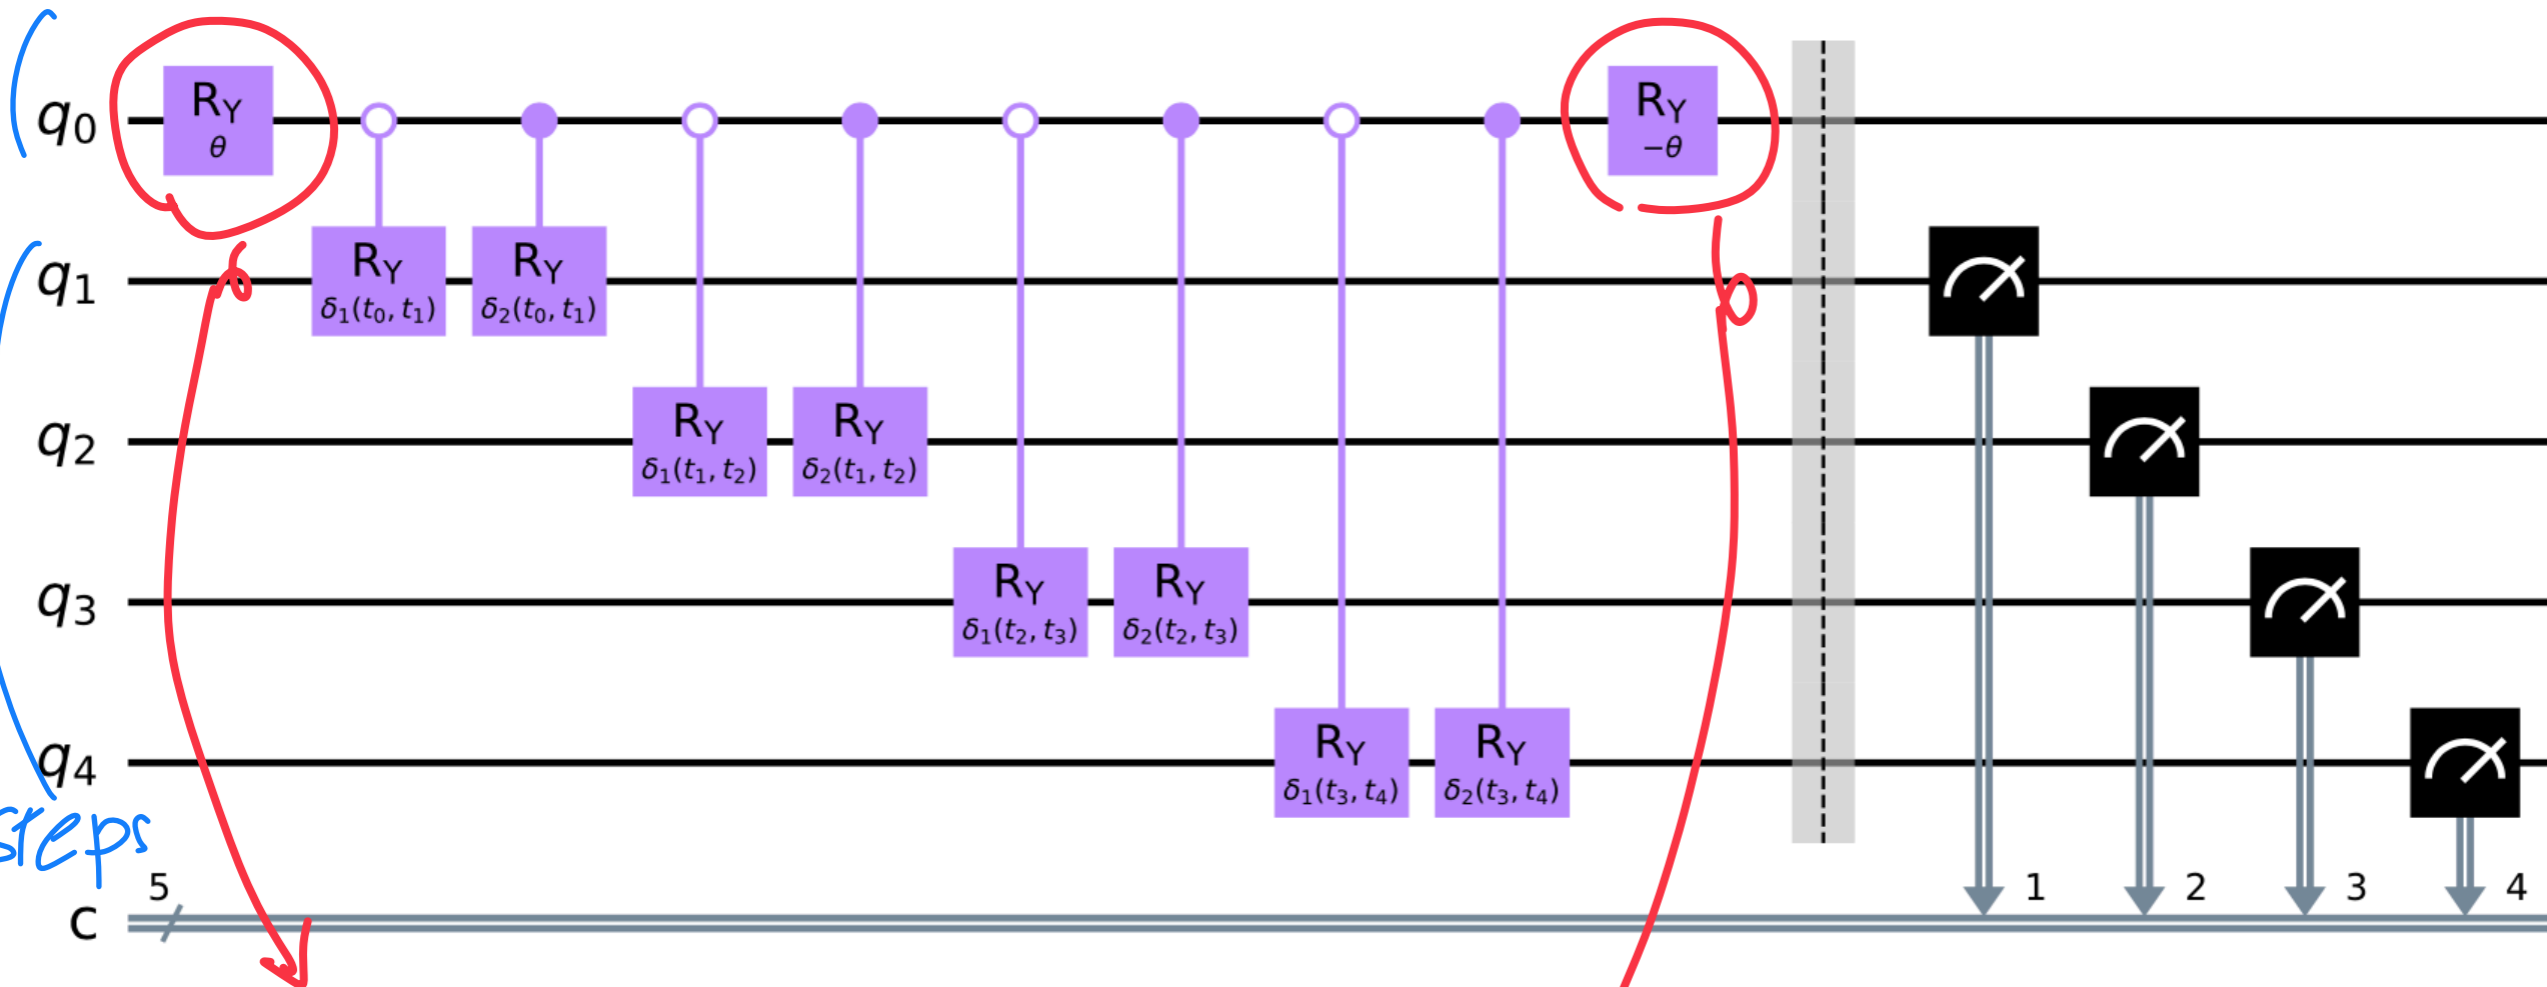 q0
RY
θ
RY
−θ
q1
RY
δ1(t0, t1)
RY
δ2(t0, t1)
q2
RY
δ1(t1, t2)
RY
δ2(t1, t2)
q3
RY
δ1(t2, t3)
RY
δ2(t2, t3)
q4
RY
δ1(t3, t4)
RY
δ2(t3, t4)
steps
5
c
1
2
3
4